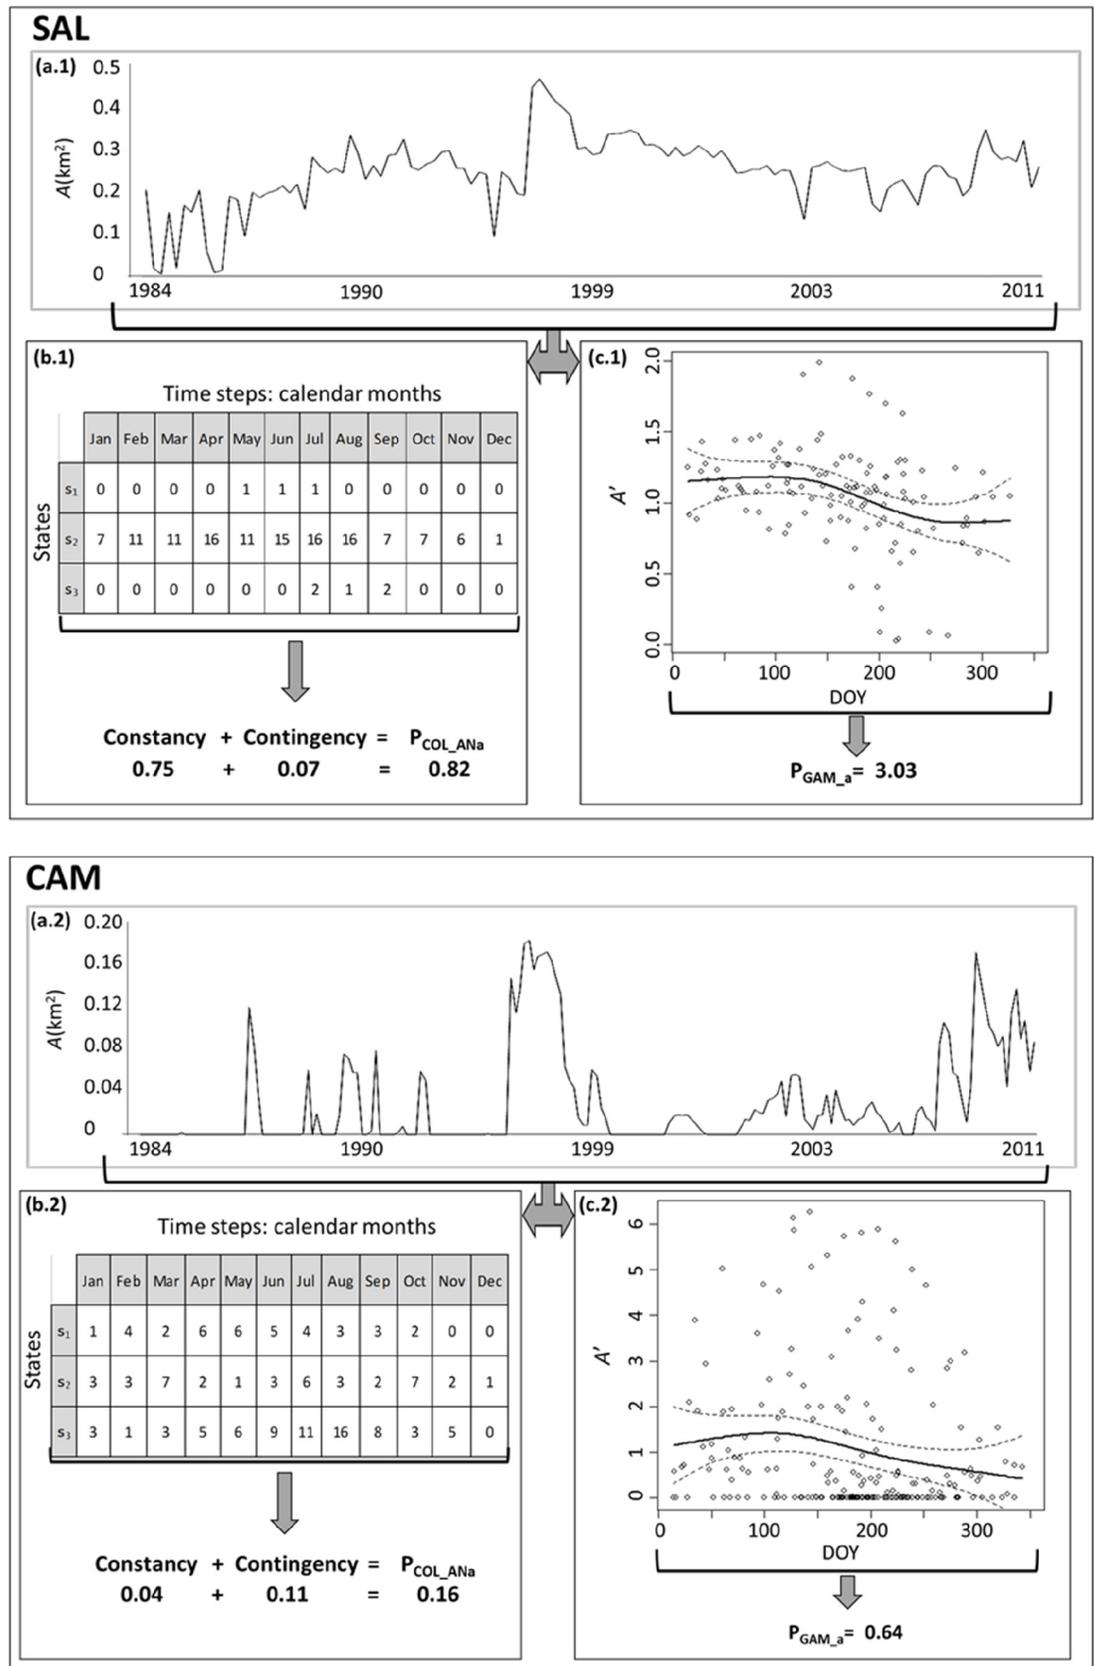 SAL
(a.1)
A(km²)
0.5
0.4
0.3
0.2
0.1
0
1984 1990 1999 2003 2011
(b.1)
Time steps: calendar months
States
Jan Feb Mar Apr May Jun Jul Aug Sep Oct Nov Dec
s₁ 0 0 0 0 1 1 1 0 0 0 0 0
s₂ 7 11 11 16 11 15 16 16 7 7 6 1
s₃ 0 0 0 0 0 0 2 1 2 0 0 0
Constancy + Contingency = P_COL_ANa
0.75 + 0.07 = 0.82
(c.1)
A'
2.0
1.5
1.0
0.5
0.0
0 100 200 300
DOY
P_GAM_a= 3.03
CAM
(a.2)
A(km²)
0.20
0.16
0.12
0.08
0.04
0
1984 1990 1999 2003 2011
(b.2)
Time steps: calendar months
States
Jan Feb Mar Apr May Jun Jul Aug Sep Oct Nov Dec
s₁ 1 4 2 6 6 5 4 3 3 2 0 0
s₂ 3 3 7 2 1 3 6 3 2 7 2 1
s₃ 3 1 3 5 6 9 11 16 8 3 5 0
Constancy + Contingency = P_COL_ANa
0.04 + 0.11 = 0.16
(c.2)
A'
6
5
4
3
2
1
0
0 100 200 300
DOY
P_GAM_a= 0.64